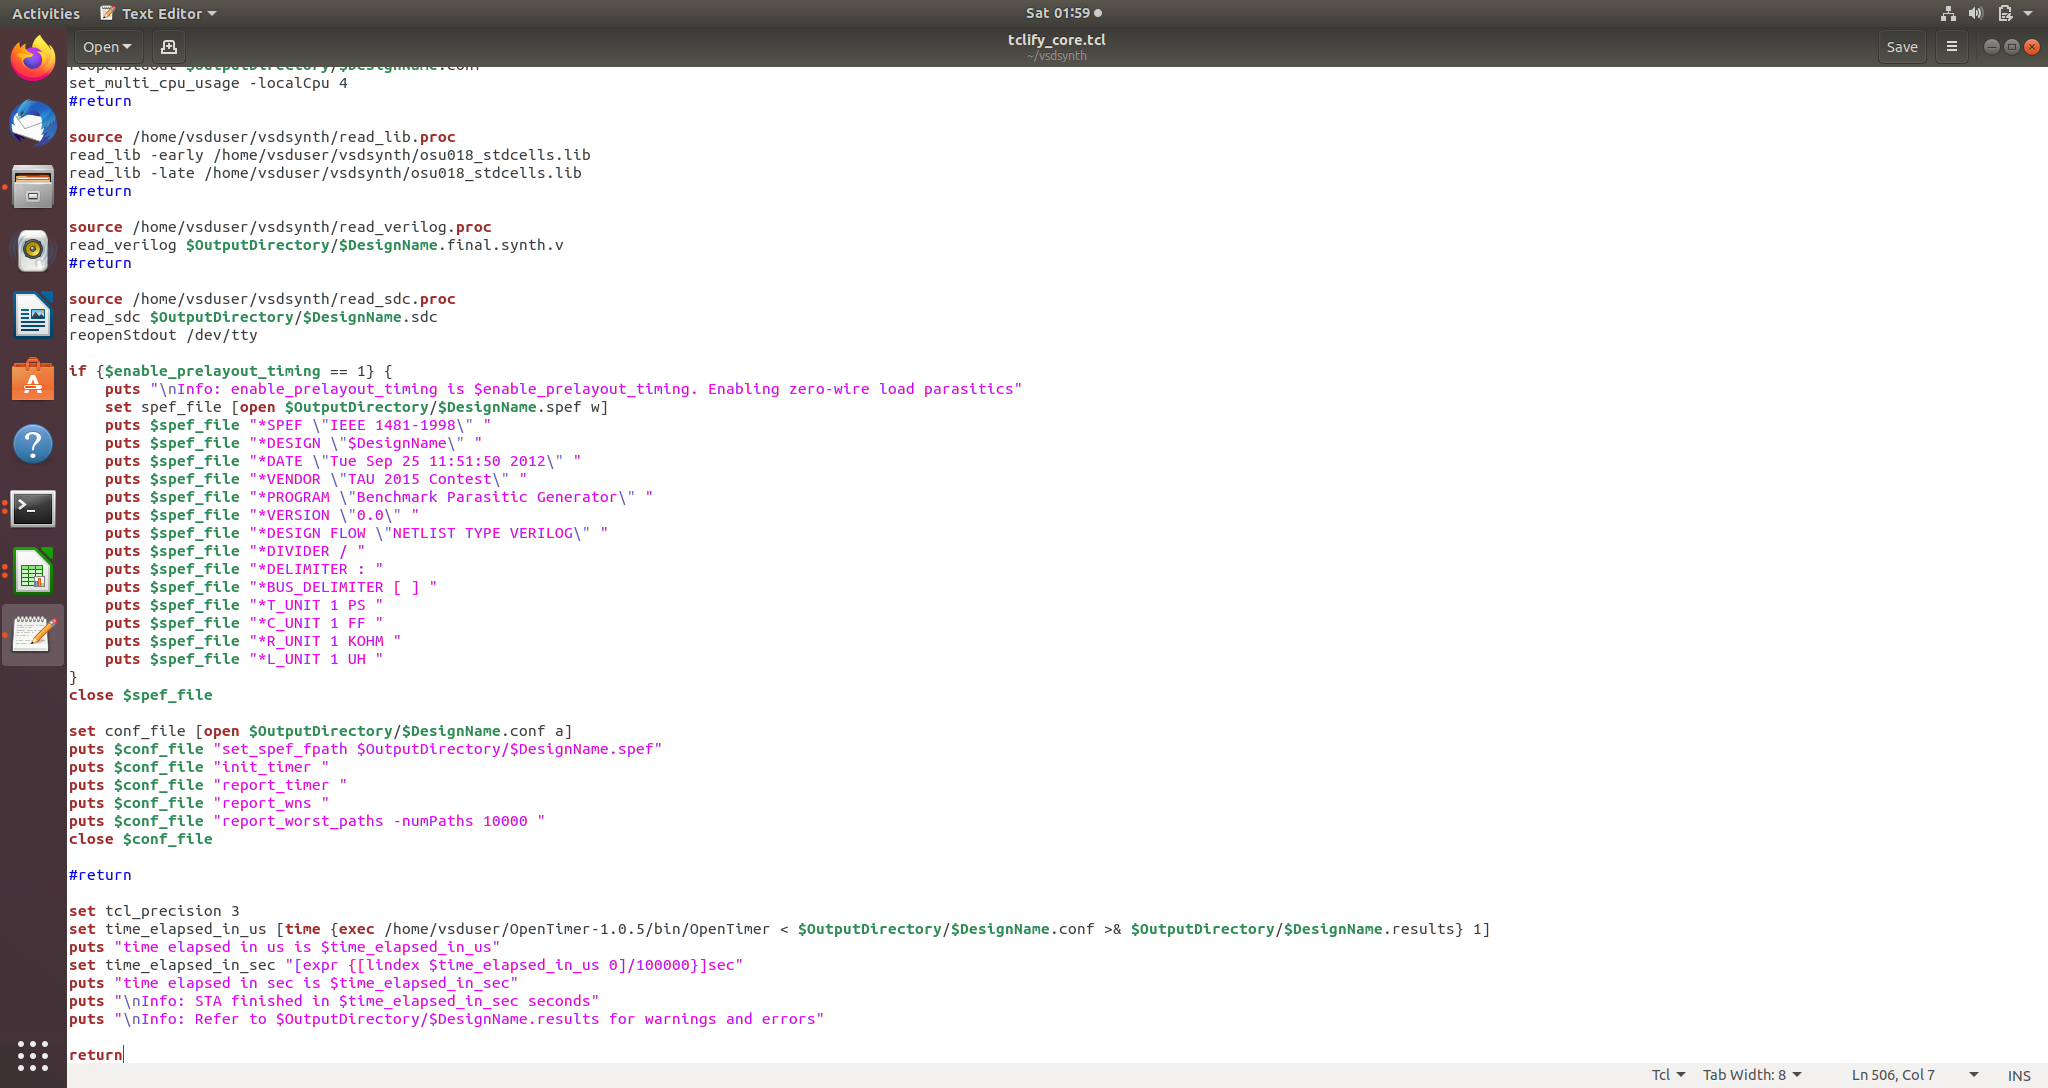 Activities
Text Editor
Sat 01:59
Open
tclify_core.tcl
~/vsdsynth
Save
reopenStdout $OutputDirectory/$DesignName.conf
set_multi_cpu_usage -localCpu 4
#return
source /home/vsduser/vsdsynth/read_lib.proc
read_lib -early /home/vsduser/vsdsynth/osu018_stdcells.lib
read_lib -late /home/vsduser/vsdsynth/osu018_stdcells.lib
#return
source /home/vsduser/vsdsynth/read_verilog.proc
read_verilog $OutputDirectory/$DesignName.final.synth.v
#return
source /home/vsduser/vsdsynth/read_sdc.proc
read_sdc $OutputDirectory/$DesignName.sdc
reopenStdout /dev/tty
if {$enable_prelayout_timing == 1} {
    puts "\nInfo: enable_prelayout_timing is $enable_prelayout_timing. Enabling zero-wire load parasitics"
    set spef_file [open $OutputDirectory/$DesignName.spef w]
    puts $spef_file "*SPEF \"IEEE 1481-1998\" "
    puts $spef_file "*DESIGN \"$DesignName\" "
    puts $spef_file "*DATE \"Tue Sep 25 11:51:50 2012\" "
    puts $spef_file "*VENDOR \"TAU 2015 Contest\" "
    puts $spef_file "*PROGRAM \"Benchmark Parasitic Generator\" "
    puts $spef_file "*VERSION \"0.0\" "
    puts $spef_file "*DESIGN FLOW \"NETLIST TYPE VERILOG\" "
    puts $spef_file "*DIVIDER / "
    puts $spef_file "*DELIMITER : "
    puts $spef_file "*BUS_DELIMITER [ ] "
    puts $spef_file "*T_UNIT 1 PS "
    puts $spef_file "*C_UNIT 1 FF "
    puts $spef_file "*R_UNIT 1 KOHM "
    puts $spef_file "*L_UNIT 1 UH "
}
close $spef_file
set conf_file [open $OutputDirectory/$DesignName.conf a]
puts $conf_file "set_spef_fpath $OutputDirectory/$DesignName.spef"
puts $conf_file "init_timer "
puts $conf_file "report_timer "
puts $conf_file "report_wns "
puts $conf_file "report_worst_paths -numPaths 10000 "
close $conf_file
#return
set tcl_precision 3
set time_elapsed_in_us [time {exec /home/vsduser/OpenTimer-1.0.5/bin/OpenTimer < $OutputDirectory/$DesignName.conf >& $OutputDirectory/$DesignName.results} 1]
puts "time elapsed in us is $time_elapsed_in_us"
set time_elapsed_in_sec "[expr {[lindex $time_elapsed_in_us 0]/100000}]sec"
puts "time elapsed in sec is $time_elapsed_in_sec"
puts "\nInfo: STA finished in $time_elapsed_in_sec seconds"
puts "\nInfo: Refer to $OutputDirectory/$DesignName.results for warnings and errors"
return
Tcl
Tab Width: 8
Ln 506, Col 7
INS